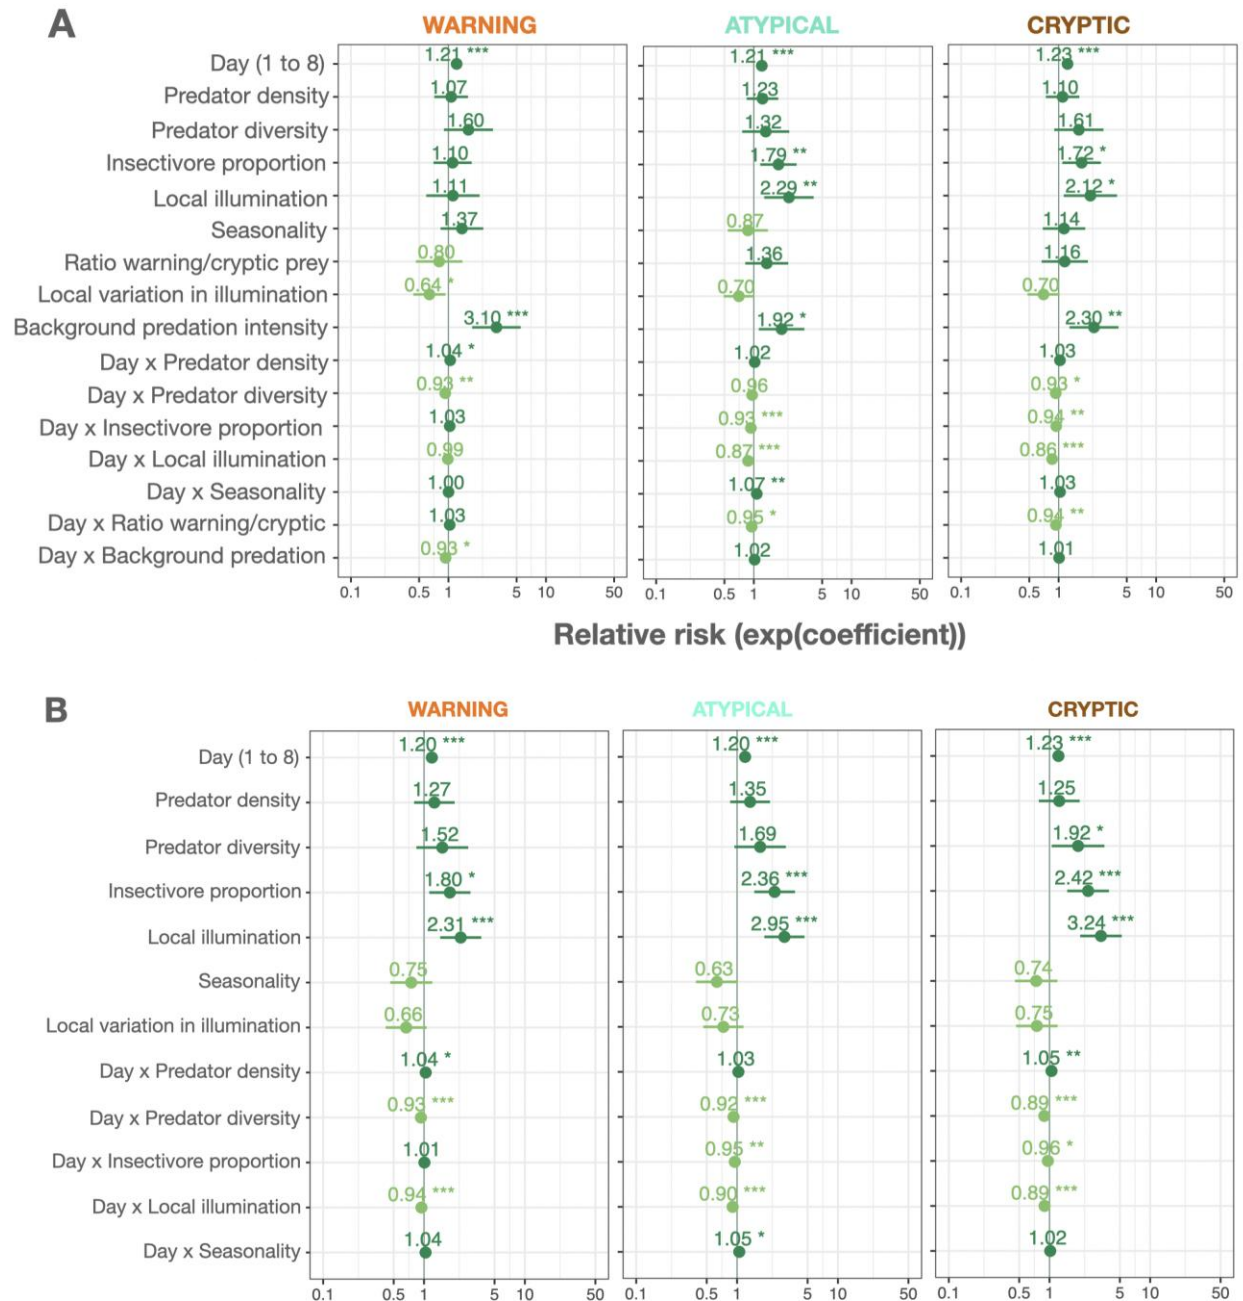 A
WARNING ATYPICAL CRYPTIC
Day (1 to 8) 1.21 *** 1.21 *** 1.23 ***
Predator density 1.07 1.23 1.10
Predator diversity 1.60 1.32 1.61
Insectivore proportion 1.10 1.79 ** 1.72 *
Local illumination 1.11 2.29 ** 2.12 *
Seasonality 1.37 0.87 1.14
Ratio warning/cryptic prey 0.80 1.36 1.16
Local variation in illumination 0.64 * 0.70 0.70
Background predation intensity 3.10 *** 1.92 * 2.30 **
Day x Predator density 1.04 * 1.02 1.03
Day x Predator diversity 0.93 ** 0.96 0.93 *
Day x Insectivore proportion 1.03 0.93 *** 0.94 **
Day x Local illumination 0.99 0.87 *** 0.86 ***
Day x Seasonality 1.00 1.07 ** 1.03
Day x Ratio warning/cryptic 1.03 0.95 * 0.94 **
Day x Background predation 0.93 * 1.02 1.01
0.1 0.5 1 5 10 50 0.1 0.5 1 5 10 50 0.1 0.5 1 5 10 50
Relative risk (exp(coefficient))
B
WARNING ATYPICAL CRYPTIC
Day (1 to 8) 1.20 *** 1.20 *** 1.23 ***
Predator density 1.27 1.35 1.25
Predator diversity 1.52 1.69 1.92 *
Insectivore proportion 1.80 * 2.36 *** 2.42 ***
Local illumination 2.31 *** 2.95 *** 3.24 ***
Seasonality 0.75 0.63 0.74
Local variation in illumination 0.66 0.73 0.75
Day x Predator density 1.04 * 1.03 1.05 **
Day x Predator diversity 0.93 *** 0.92 *** 0.89 ***
Day x Insectivore proportion 1.01 0.95 ** 0.96 *
Day x Local illumination 0.94 *** 0.90 *** 0.89 ***
Day x Seasonality 1.04 1.05 * 1.02
0.1 0.5 1 5 10 50 0.1 0.5 1 5 10 50 0.1 0.5 1 5 10 50